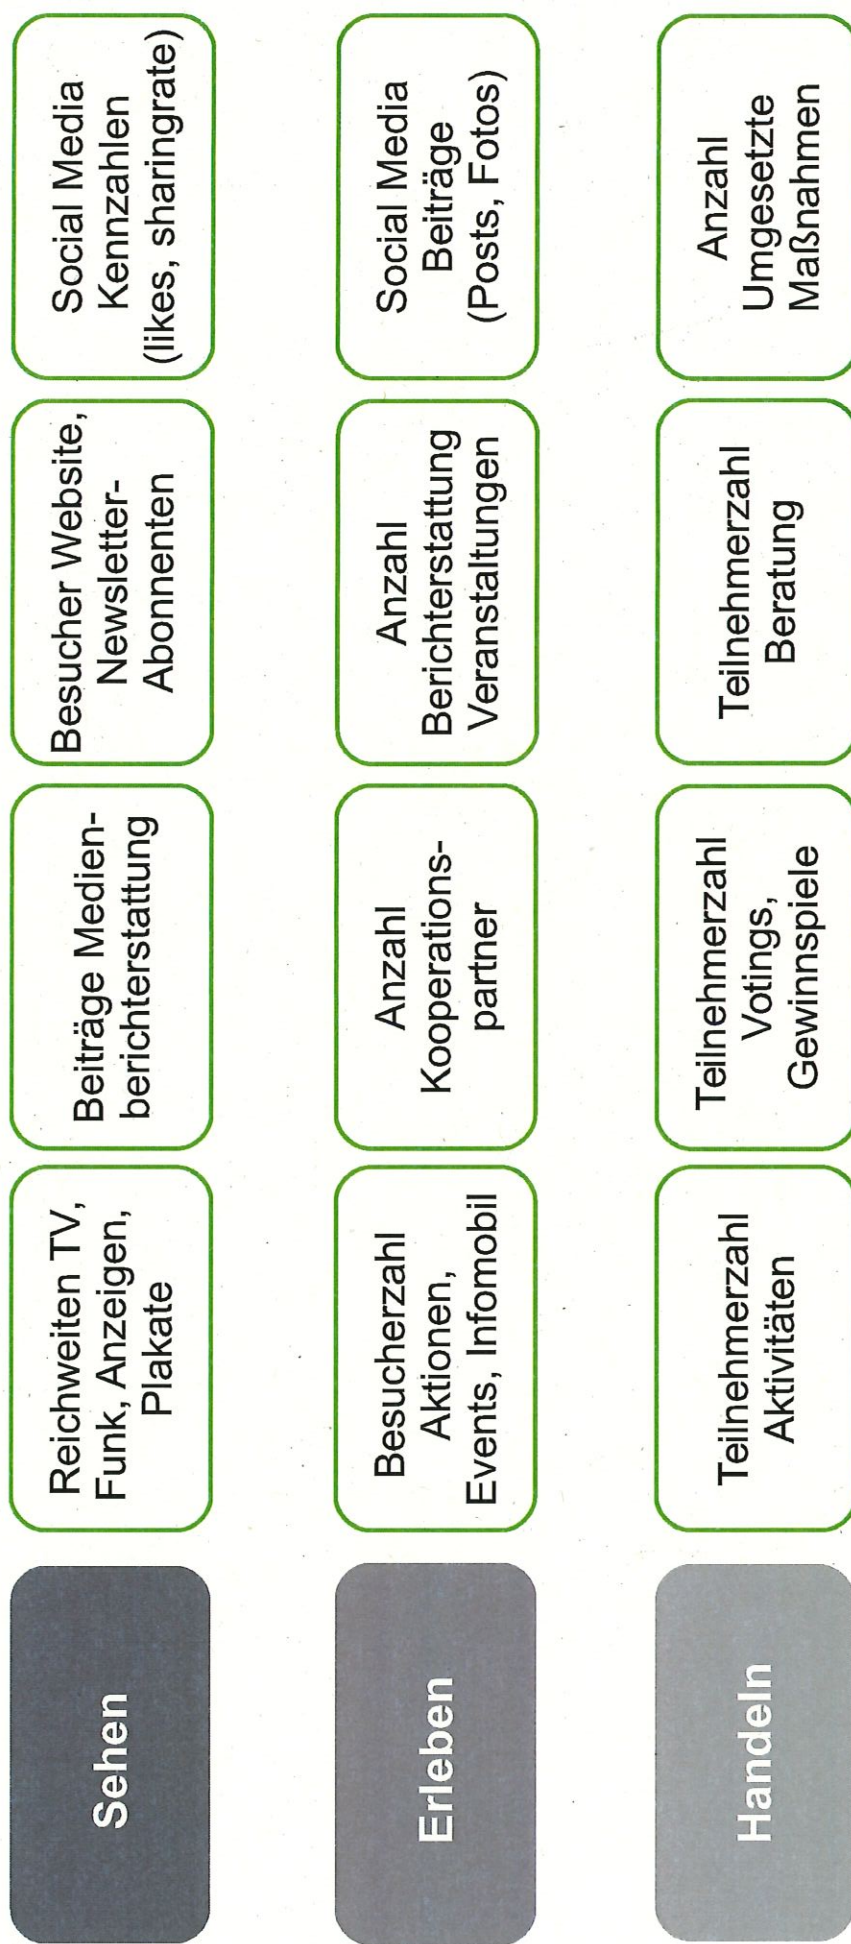 Sehen
Reichweiten TV,
Funk, Anzeigen,
Plakate
Beiträge Medien-
berichterstattung
Besucher Website,
Newsletter-
Abonnenten
Social Media
Kennzahlen
(likes, sharingrate)
Erleben
Besucherzahl
Aktionen,
Events, Infomobil
Anzahl
Kooperations-
partner
Anzahl
Berichterstattung
Veranstaltungen
Social Media
Beiträge
(Posts, Fotos)
Handeln
Teilnehmerzahl
Aktivitäten
Teilnehmerzahl
Votings,
Gewinnspiele
Teilnehmerzahl
Beratung
Anzahl
Umgesetzte
Maßnahmen